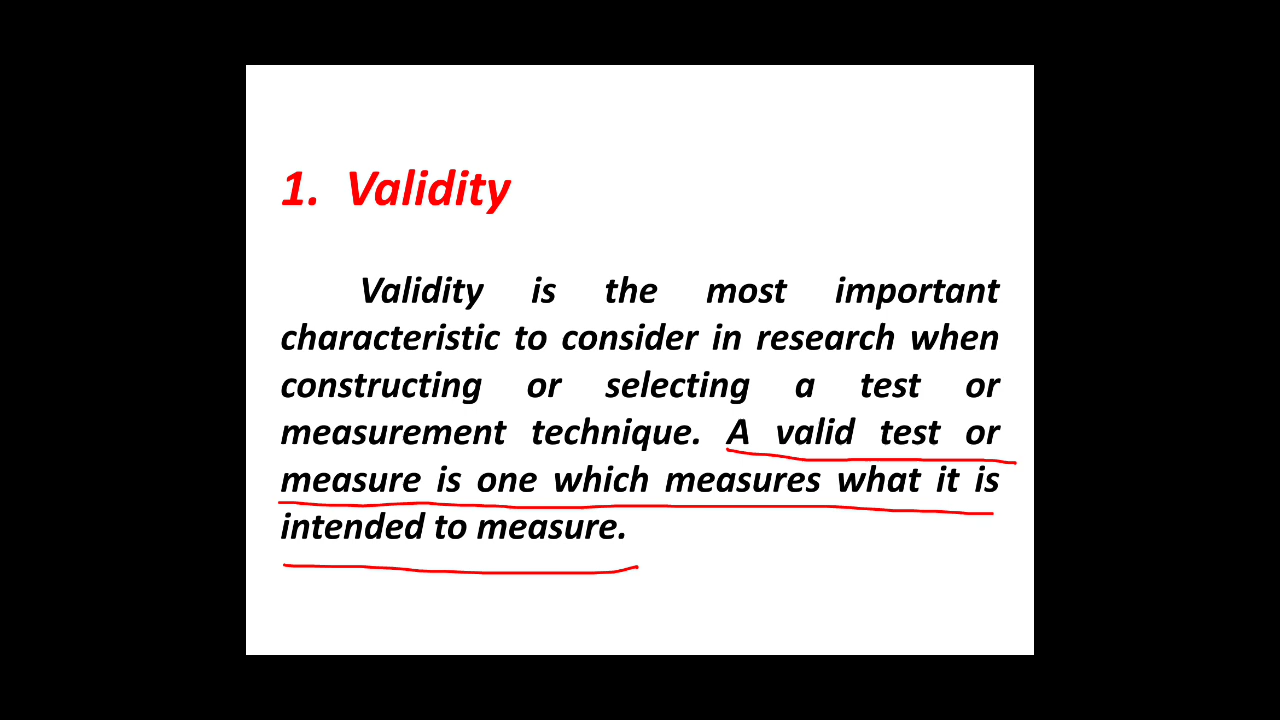 1. Validity
Validity is the most important
characteristic to consider in research when
constructing or selecting a test or
measurement technique. A valid test or
measure is one which measures what it is
intended to measure.